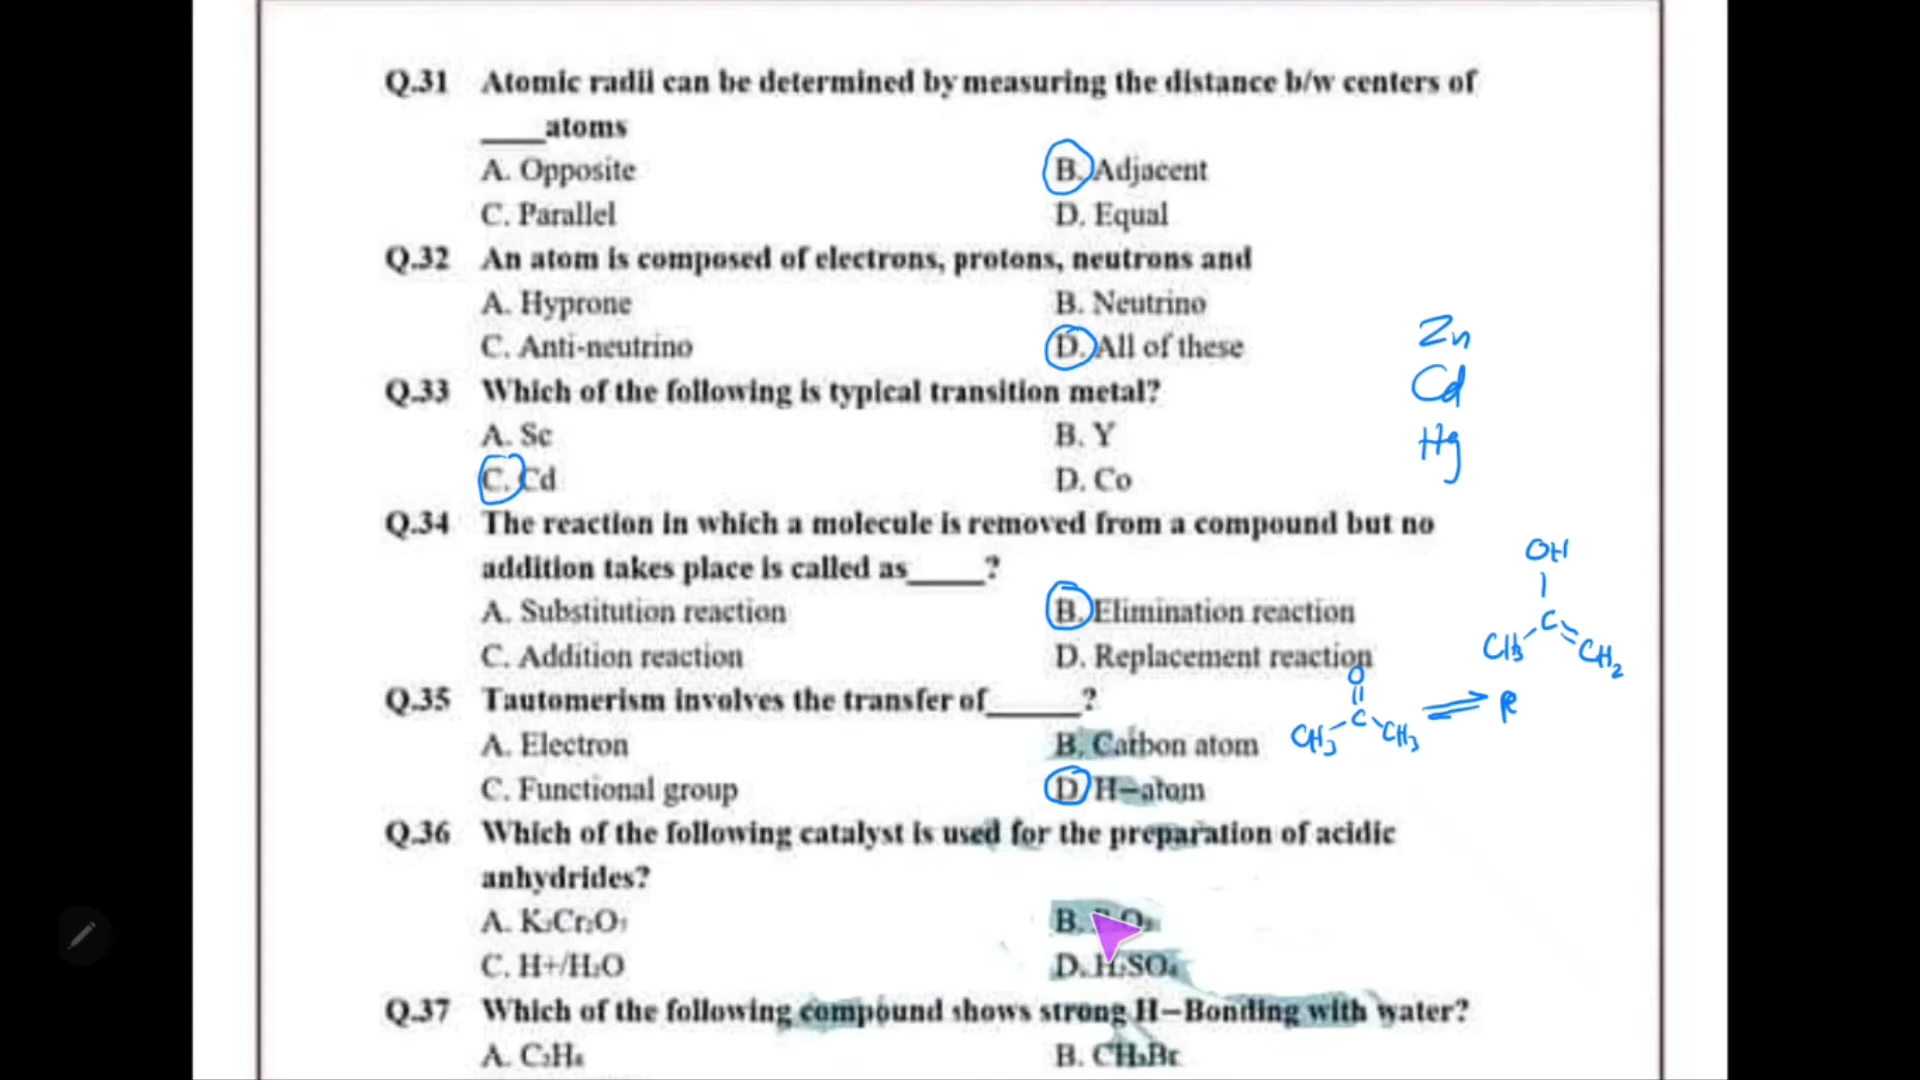 Q.31 Atomic radii can be determined by measuring the distance b/w centers of
____atoms
A. Opposite B. Adjacent
C. Parallel D. Equal
Q.32 An atom is composed of electrons, protons, neutrons and
A. Hyprone B. Neutrino
C. Anti-neutrino D. All of these
Zn
Q.33 Which of the following is typical transition metal?
Cd
A. Sc B. Y
Hg
C. Cd D. Co
Q.34 The reaction in which a molecule is removed from a compound but no
addition takes place is called as_____?
OH
A. Substitution reaction B. Elimination reaction
C
CH3 CH2
C. Addition reaction D. Replacement reaction
O
Q.35 Tautomerism involves the transfer of______?
C
CH3 CH3
A. Electron B. Carbon atom
C. Functional group D. H–atom
Q.36 Which of the following catalyst is used for the preparation of acidic
anhydrides?
A. K₂Cr₂O₇ B.
C. H+/H₂O D. H₂SO₄
Q.37 Which of the following compound shows strong H–Bonding with water?
A. B. CH₃Br